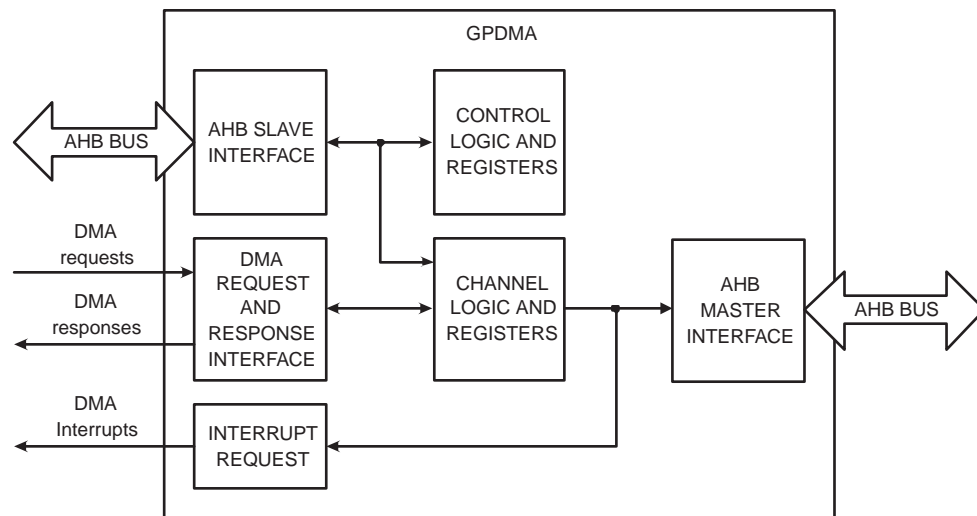 GPDMA
AHB BUS
AHB SLAVE
INTERFACE
CONTROL
LOGIC AND
REGISTERS
DMA
requests
DMA
responses
DMA
REQUEST
AND
RESPONSE
INTERFACE
CHANNEL
LOGIC AND
REGISTERS
AHB
MASTER
INTERFACE
AHB BUS
DMA
Interrupts
INTERRUPT
REQUEST